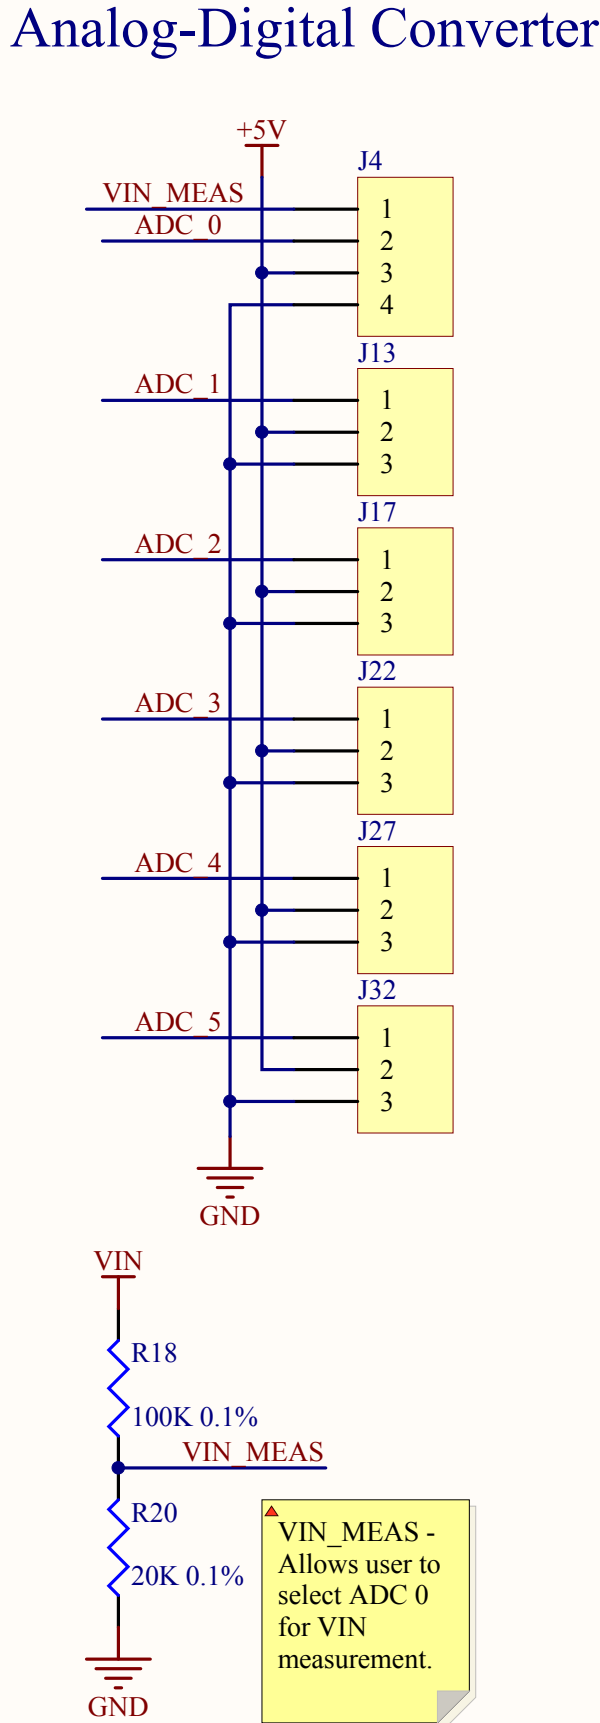 Analog-Digital Converter
+5V
J4
VIN_MEAS
1
ADC_0
2
3
4
J13
ADC_1
1
2
3
J17
ADC_2
1
2
3
J22
ADC_3
1
2
3
J27
ADC_4
1
2
3
J32
ADC_5
1
2
3
GND
VIN
R18
100K 0.1%
VIN_MEAS
R20
20K 0.1%
GND
VIN_MEAS -
Allows user to
select ADC 0
for VIN
measurement.